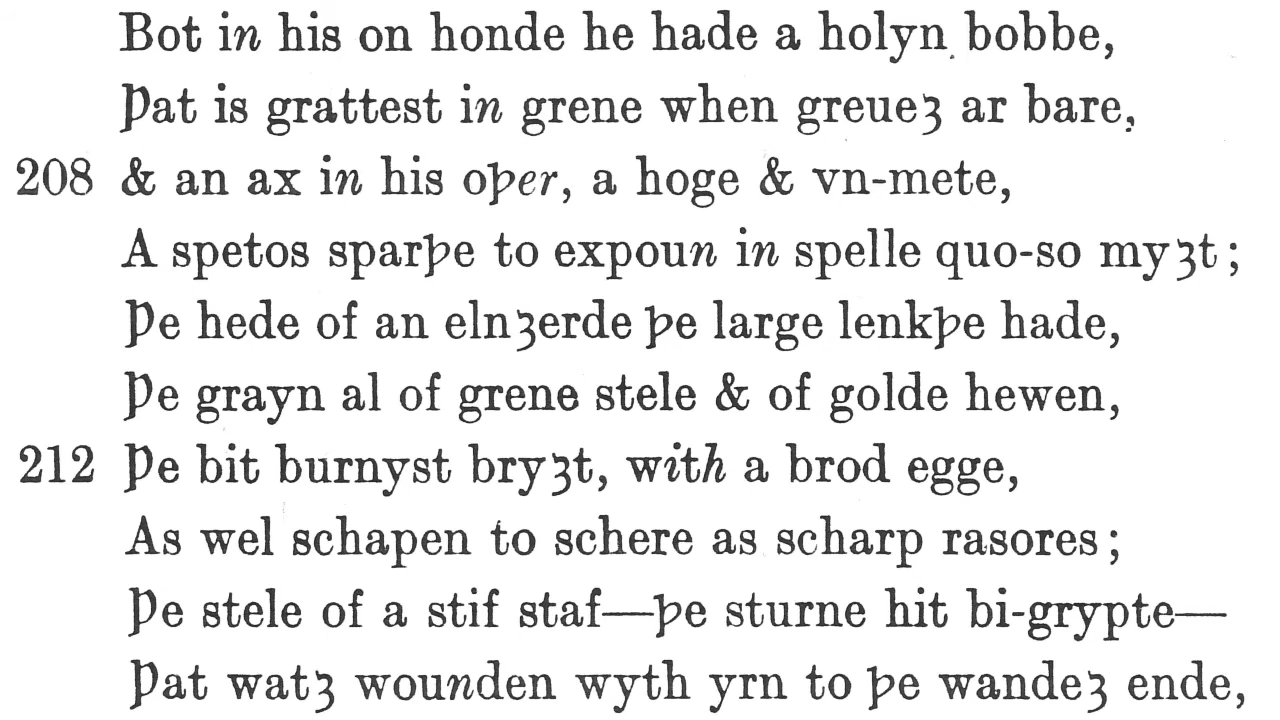 Bot in his on honde he hade a holyn bobbe,
Þat is grattest in grene when greueȝ ar bare,
208 & an ax in his oþer, a hoge & vn-mete,
A spetos sparþe to expoun in spelle quo-so myȝt;
Þe hede of an elnȝerde þe large lenkþe hade,
Þe grayn al of grene stele & of golde hewen,
212 Þe bit burnyst bryȝt, with a brod egge,
As wel schapen to schere as scharp rasores;
Þe stele of a stif staf—þe sturne hit bi-grypte—
Þat watȝ wounden wyth yrn to þe wandeȝ ende,